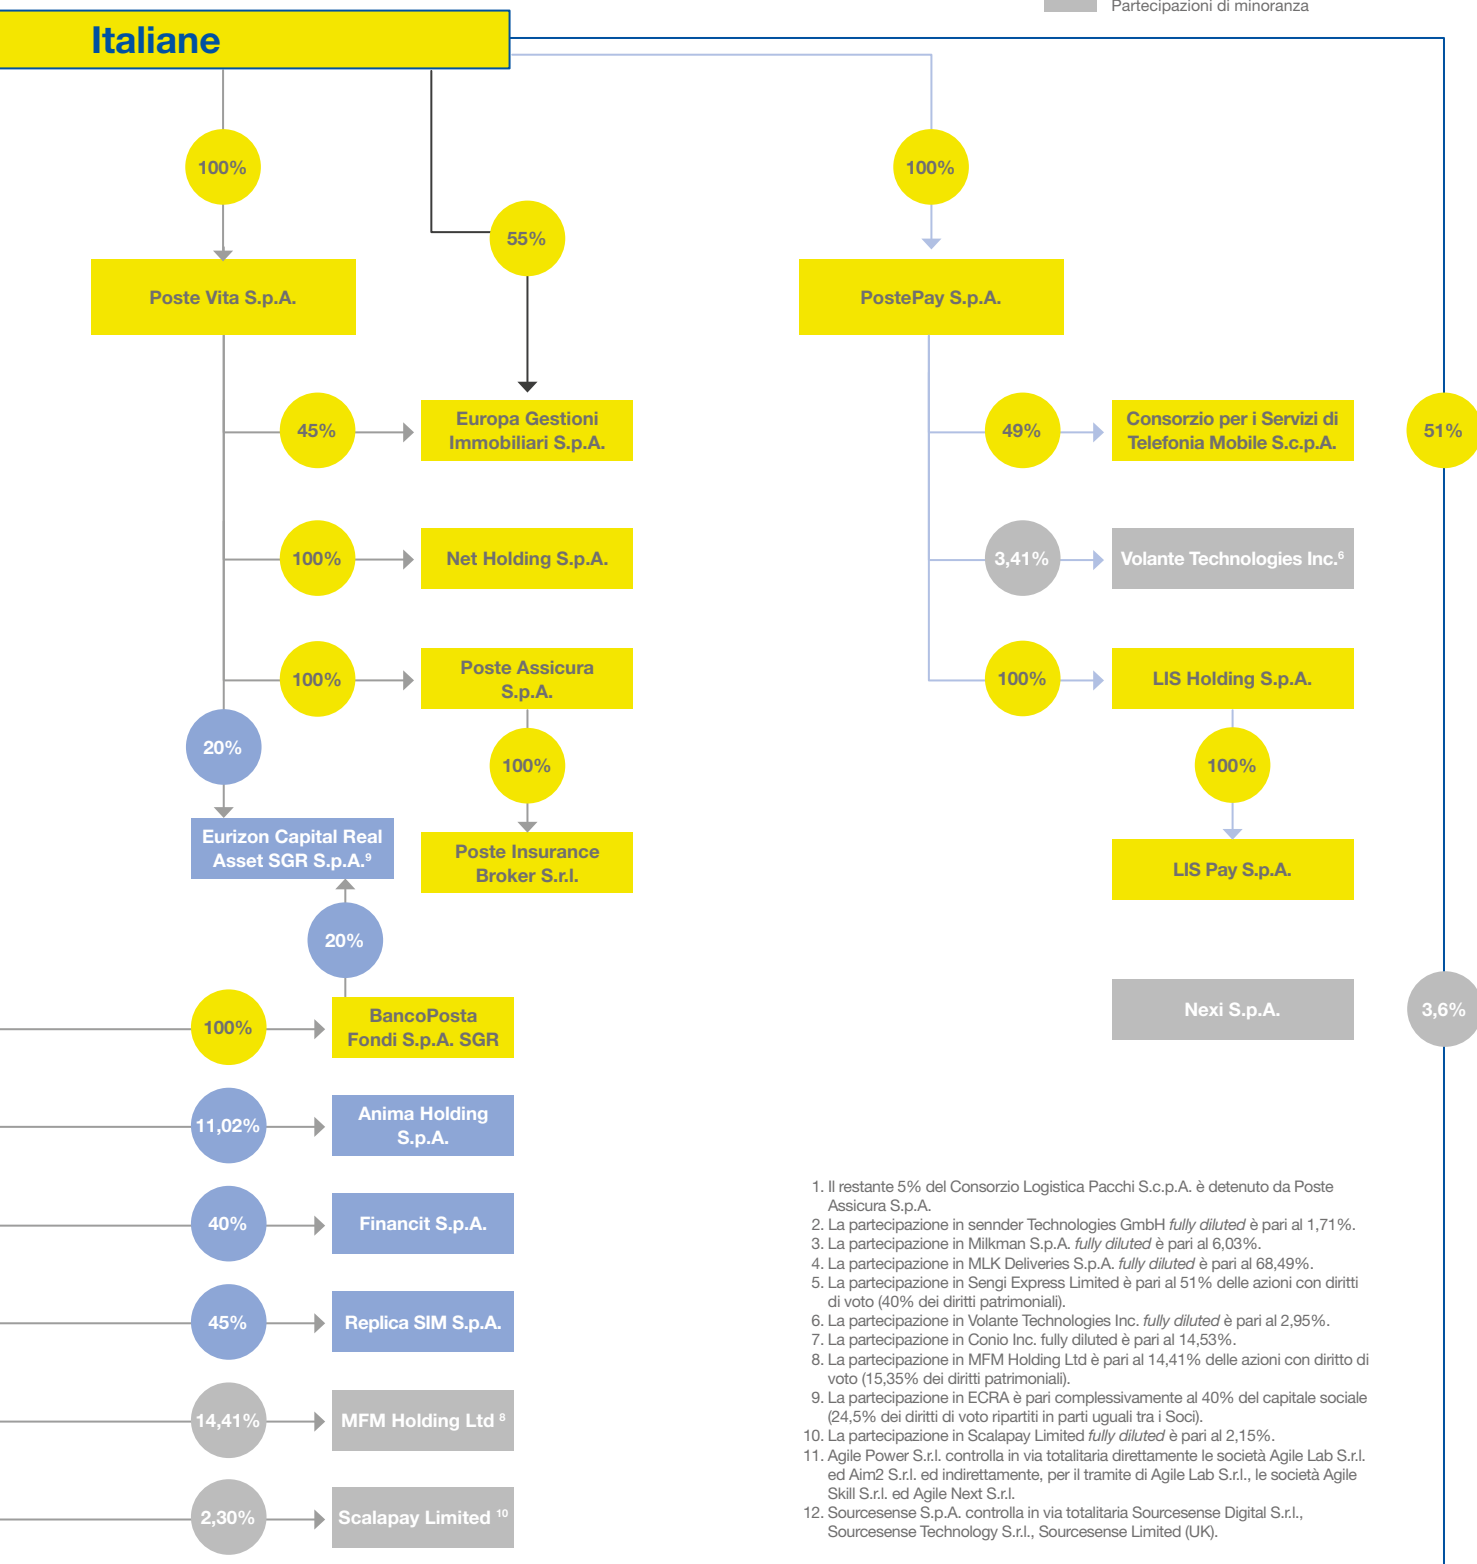 Partecipazioni di minoranza
Italiane
100%
100%
55%
Poste Vita S.p.A.
PostePay S.p.A.
45%
Europa Gestioni
Immobiliari S.p.A.
49%
Consorzio per i Servizi di
Telefonia Mobile S.c.p.A.
51%
100%
Net Holding S.p.A.
3,41%
Volante Technologies Inc.⁶
100%
Poste Assicura
S.p.A.
100%
LIS Holding S.p.A.
20%
100%
100%
Eurizon Capital Real
Asset SGR S.p.A.⁹
Poste Insurance
Broker S.r.l.
LIS Pay S.p.A.
20%
100%
BancoPosta
Fondi S.p.A. SGR
Nexi S.p.A.
3,6%
11,02%
Anima Holding
S.p.A.
40%
Financit S.p.A.
45%
Replica SIM S.p.A.
14,41%
MFM Holding Ltd ⁸
2,30%
Scalapay Limited ¹⁰
1. Il restante 5% del Consorzio Logistica Pacchi S.c.p.A. è detenuto da Poste
Assicura S.p.A.
2. La partecipazione in sennder Technologies GmbH fully diluted è pari al 1,71%.
3. La partecipazione in Milkman S.p.A. fully diluted è pari al 6,03%.
4. La partecipazione in MLK Deliveries S.p.A. fully diluted è pari al 68,49%.
5. La partecipazione in Sengi Express Limited è pari al 51% delle azioni con diritti
di voto (40% dei diritti patrimoniali).
6. La partecipazione in Volante Technologies Inc. fully diluted è pari al 2,95%.
7. La partecipazione in Conio Inc. fully diluted è pari al 14,53%.
8. La partecipazione in MFM Holding Ltd è pari al 14,41% delle azioni con diritto di
voto (15,35% dei diritti patrimoniali).
9. La partecipazione in ECRA è pari complessivamente al 40% del capitale sociale
(24,5% dei diritti di voto ripartiti in parti uguali tra i Soci).
10. La partecipazione in Scalapay Limited fully diluted è pari al 2,15%.
11. Agile Power S.r.l. controlla in via totalitaria direttamente le società Agile Lab S.r.l.
ed Aim2 S.r.l. ed indirettamente, per il tramite di Agile Lab S.r.l., le società Agile
Skill S.r.l. ed Agile Next S.r.l.
12. Sourcesense S.p.A. controlla in via totalitaria Sourcesense Digital S.r.l.,
Sourcesense Technology S.r.l., Sourcesense Limited (UK).